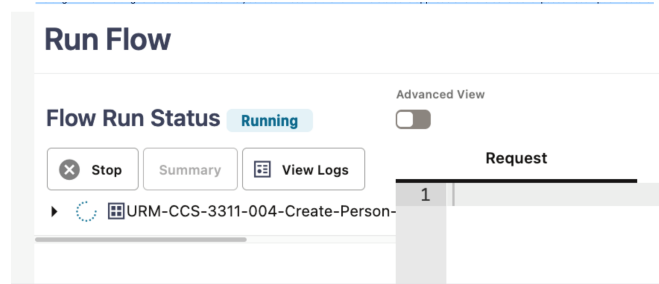 Run Flow
Advanced View
Flow Run Status Running
Stop Summary View Logs
Request
1
URM-CCS-3311-004-Create-Person-